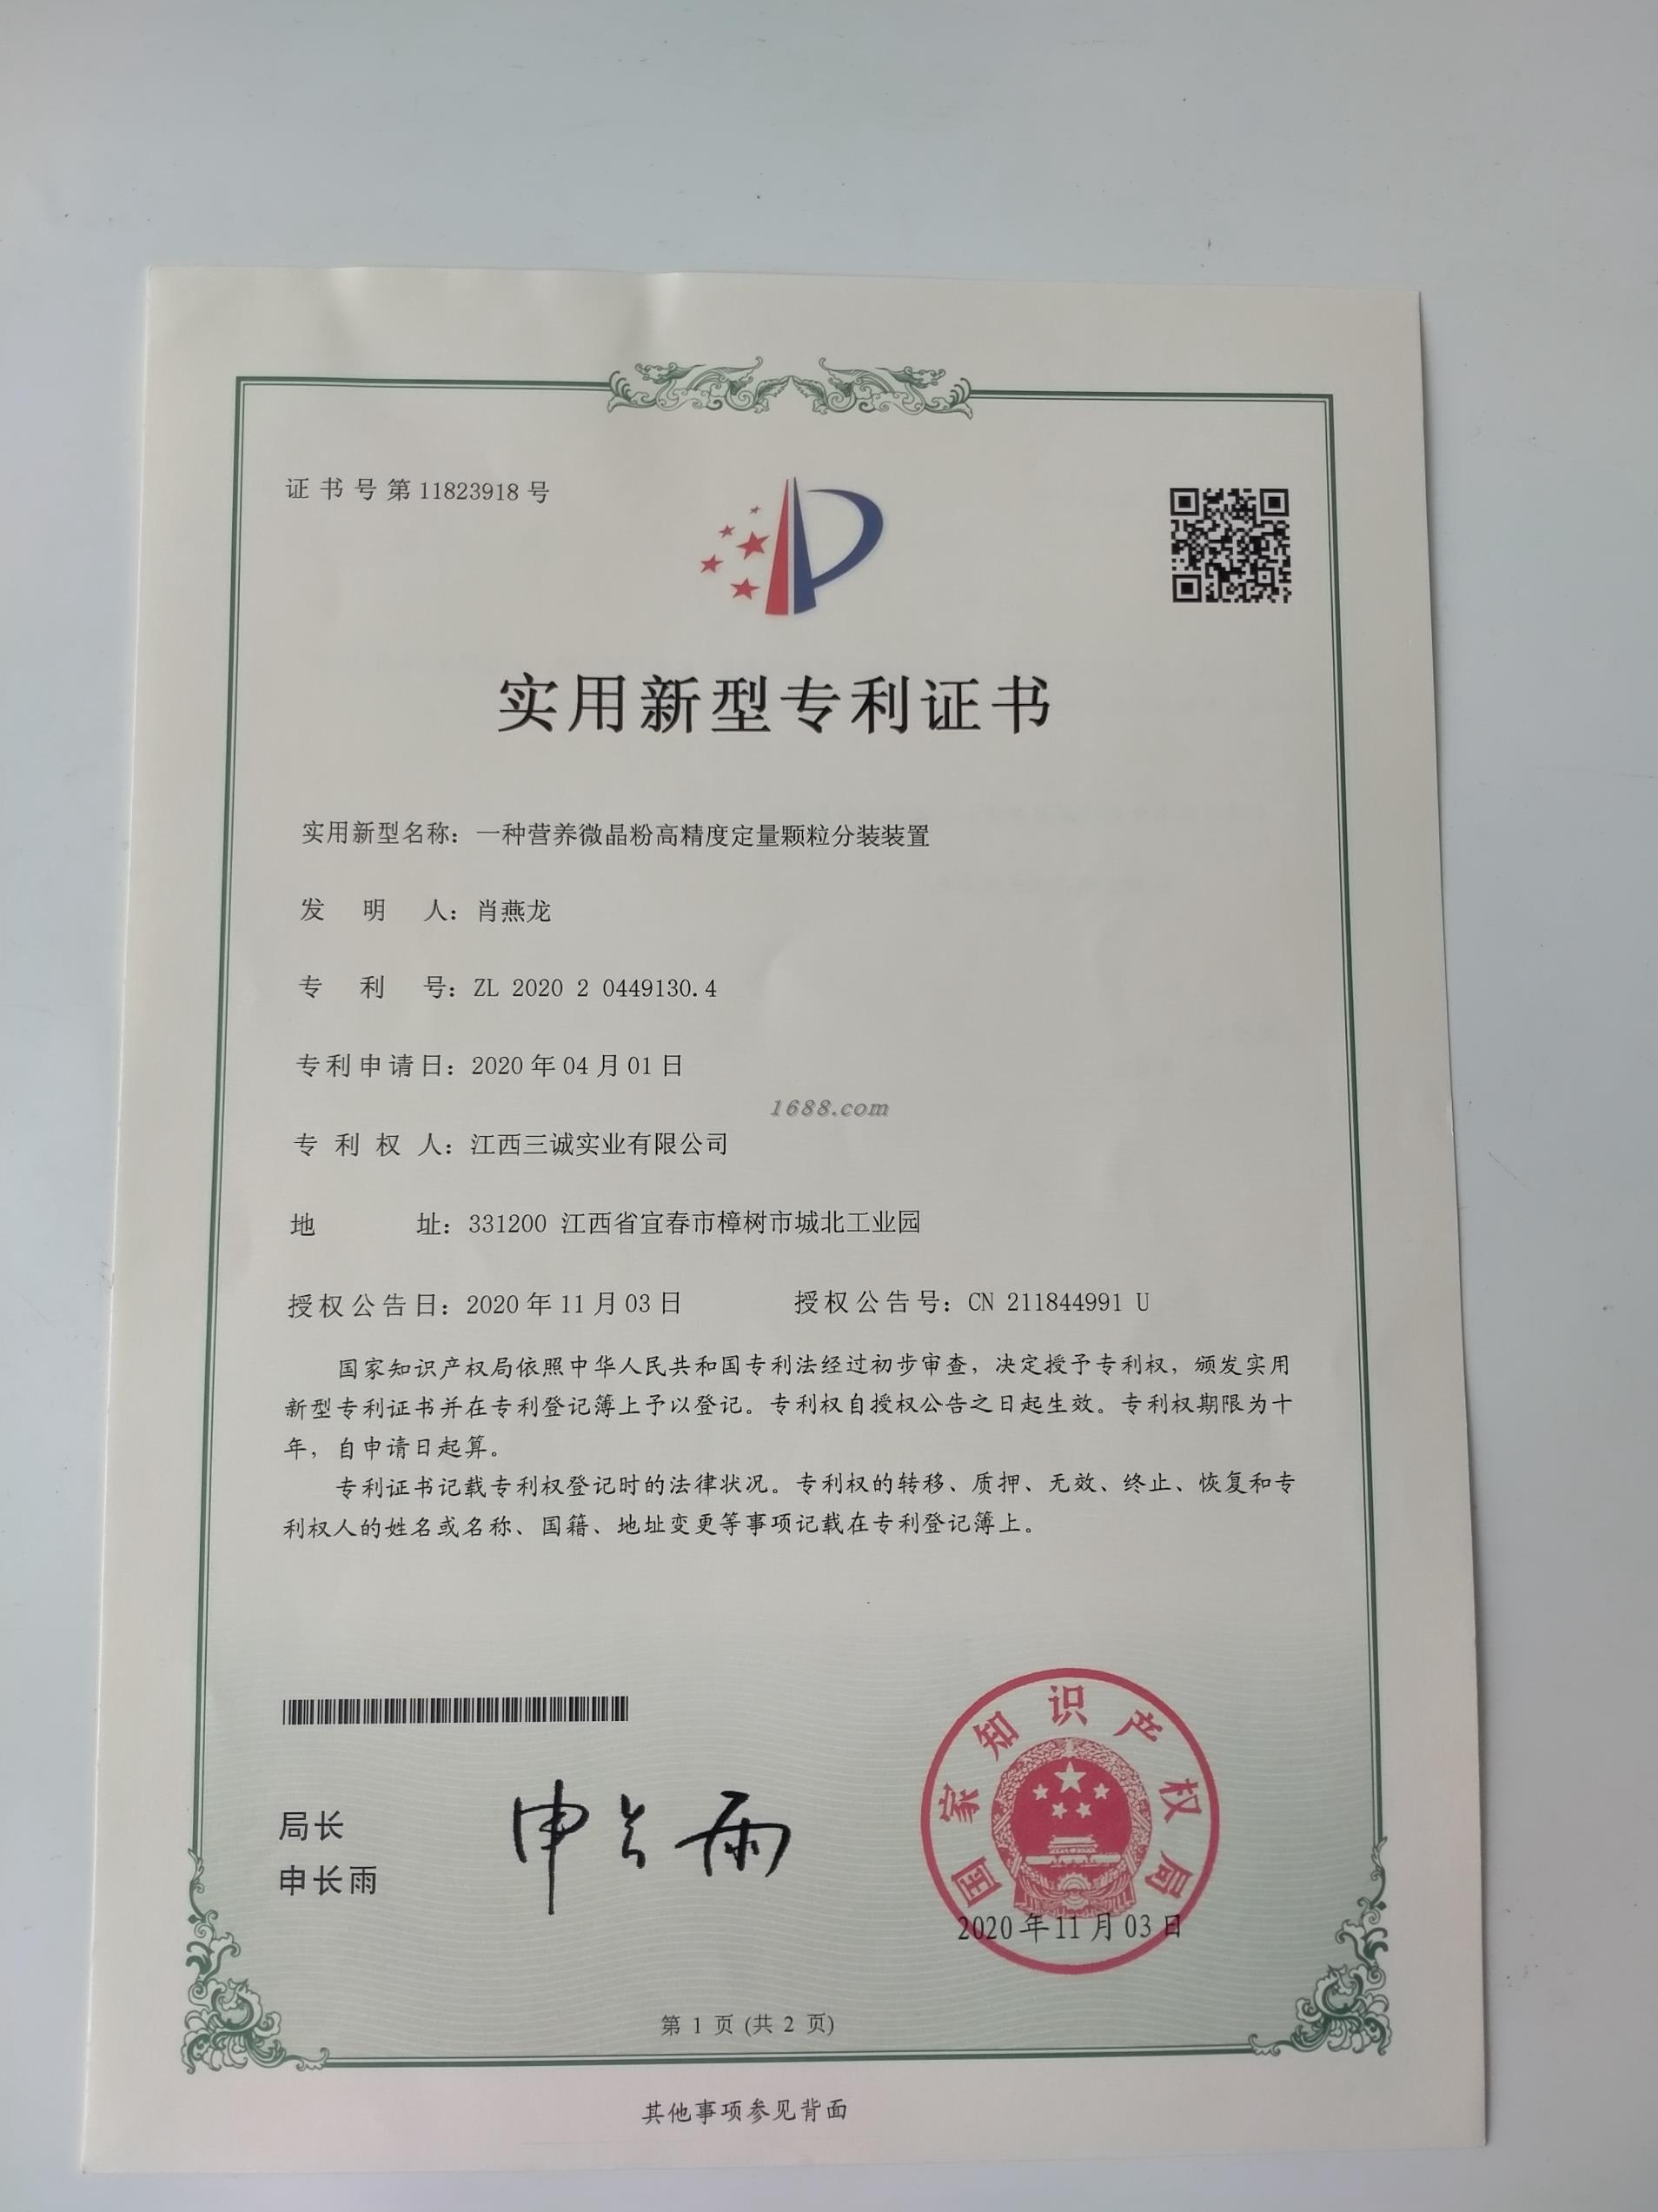 证书号第11823918号
实用新型专利证书
实用新型名称：一种营养微晶粉高精度定量颗粒分装装置
发明人：肖燕龙
专利号：ZL 2020 2 0449130.4
专利申请日：2020年04月01日
1688.com
专利权人：江西三诚实业有限公司
地址：331200 江西省宜春市樟树市城北工业园
授权公告日：2020年11月03日 授权公告号：CN 211844991 U
国家知识产权局依照中华人民共和国专利法经过初步审查，决定授予专利权，颁发实用
新型专利证书并在专利登记簿上予以登记。专利权自授权公告之日起生效。专利权期限为十
年，自申请日起算。
专利证书记载专利权登记时的法律状况。专利权的转移、质押、无效、终止、恢复和专
利权人的姓名或名称、国籍、地址变更等事项记载在专利登记簿上。
局长
申长雨
申长雨
国家知识产权局
2020年11月03日
第 1 页 (共 2 页)
其他事项参见背面